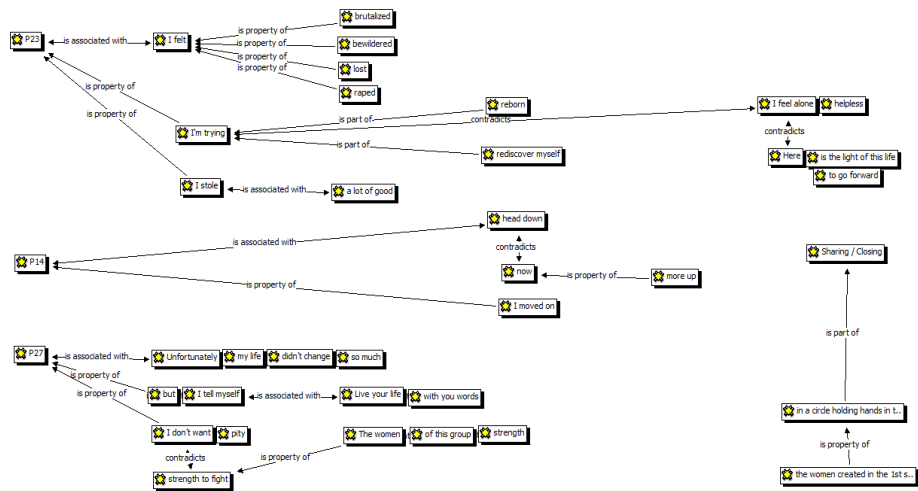 brutalized
is property of
P23
is associated with
I felt
is property of
bewildered
is property of
lost
is property of
raped
is property of
reborn
I feel alone
helpless
is part of
contradicts
is property of
I'm trying
contradicts
is part of
rediscover myself
Here
is the light of this life
to go forward
I stole
is associated with
a lot of good
head down
is associated with
contradicts
Sharing / Closing
P14
now
is property of
more up
is property of
I moved on
is part of
P27
is associated with
Unfortunately
my life
didn't change
so much
is property of
but
I tell myself
is associated with
Live your life
with you words
is property of
in a circle holding hands in t..
I don't want
pity
The women
of this group
strength
contradicts
is property of
is property of
strength to fight
the women created in the 1st s..